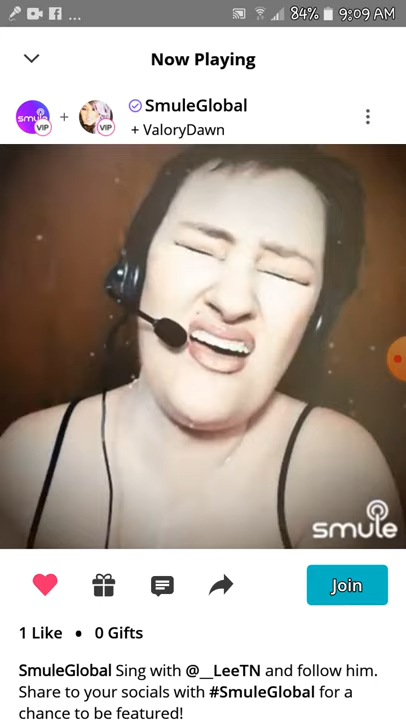 84% 9:09 AM
Now Playing
smule
VIP
+
VIP
SmuleGlobal
+ ValoryDawn
smule
Join
1 Like • 0 Gifts
SmuleGlobal Sing with @__LeeTN and follow him.
Share to your socials with #SmuleGlobal for a
chance to be featured!